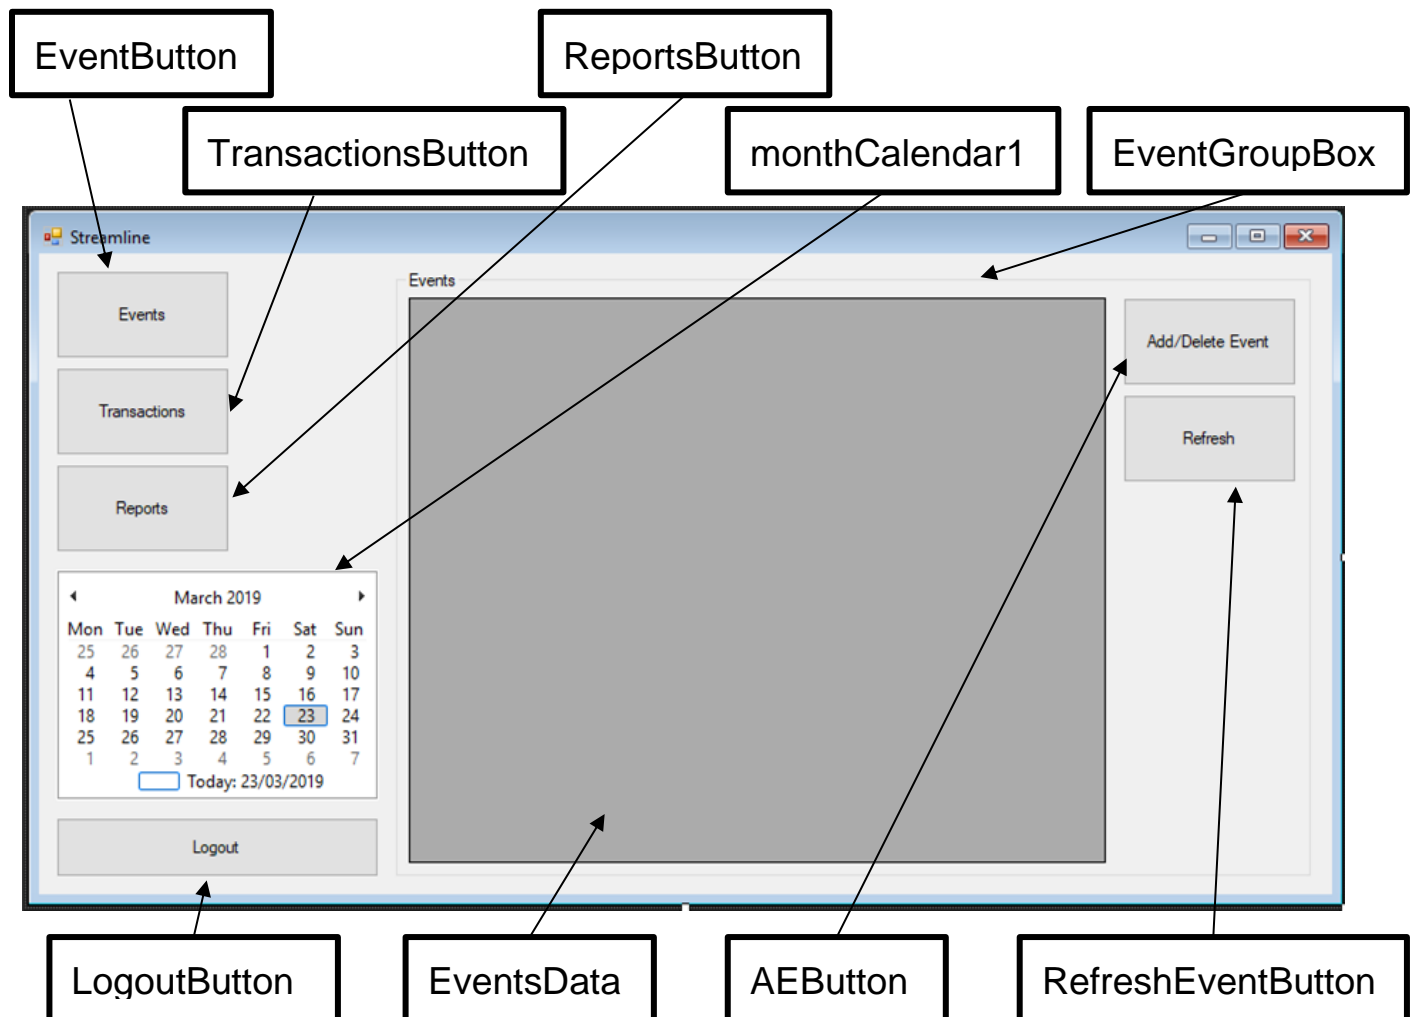 EventButton
ReportsButton
TransactionsButton
monthCalendar1
EventGroupBox
Streamline
Events
Events
Add/Delete Event
Transactions
Refresh
Reports
March 2019
Mon Tue Wed Thu Fri Sat Sun
25 26 27 28 1 2 3
4 5 6 7 8 9 10
11 12 13 14 15 16 17
18 19 20 21 22 23 24
25 26 27 28 29 30 31
1 2 3 4 5 6 7
Today: 23/03/2019
Logout
LogoutButton
EventsData
AEButton
RefreshEventButton